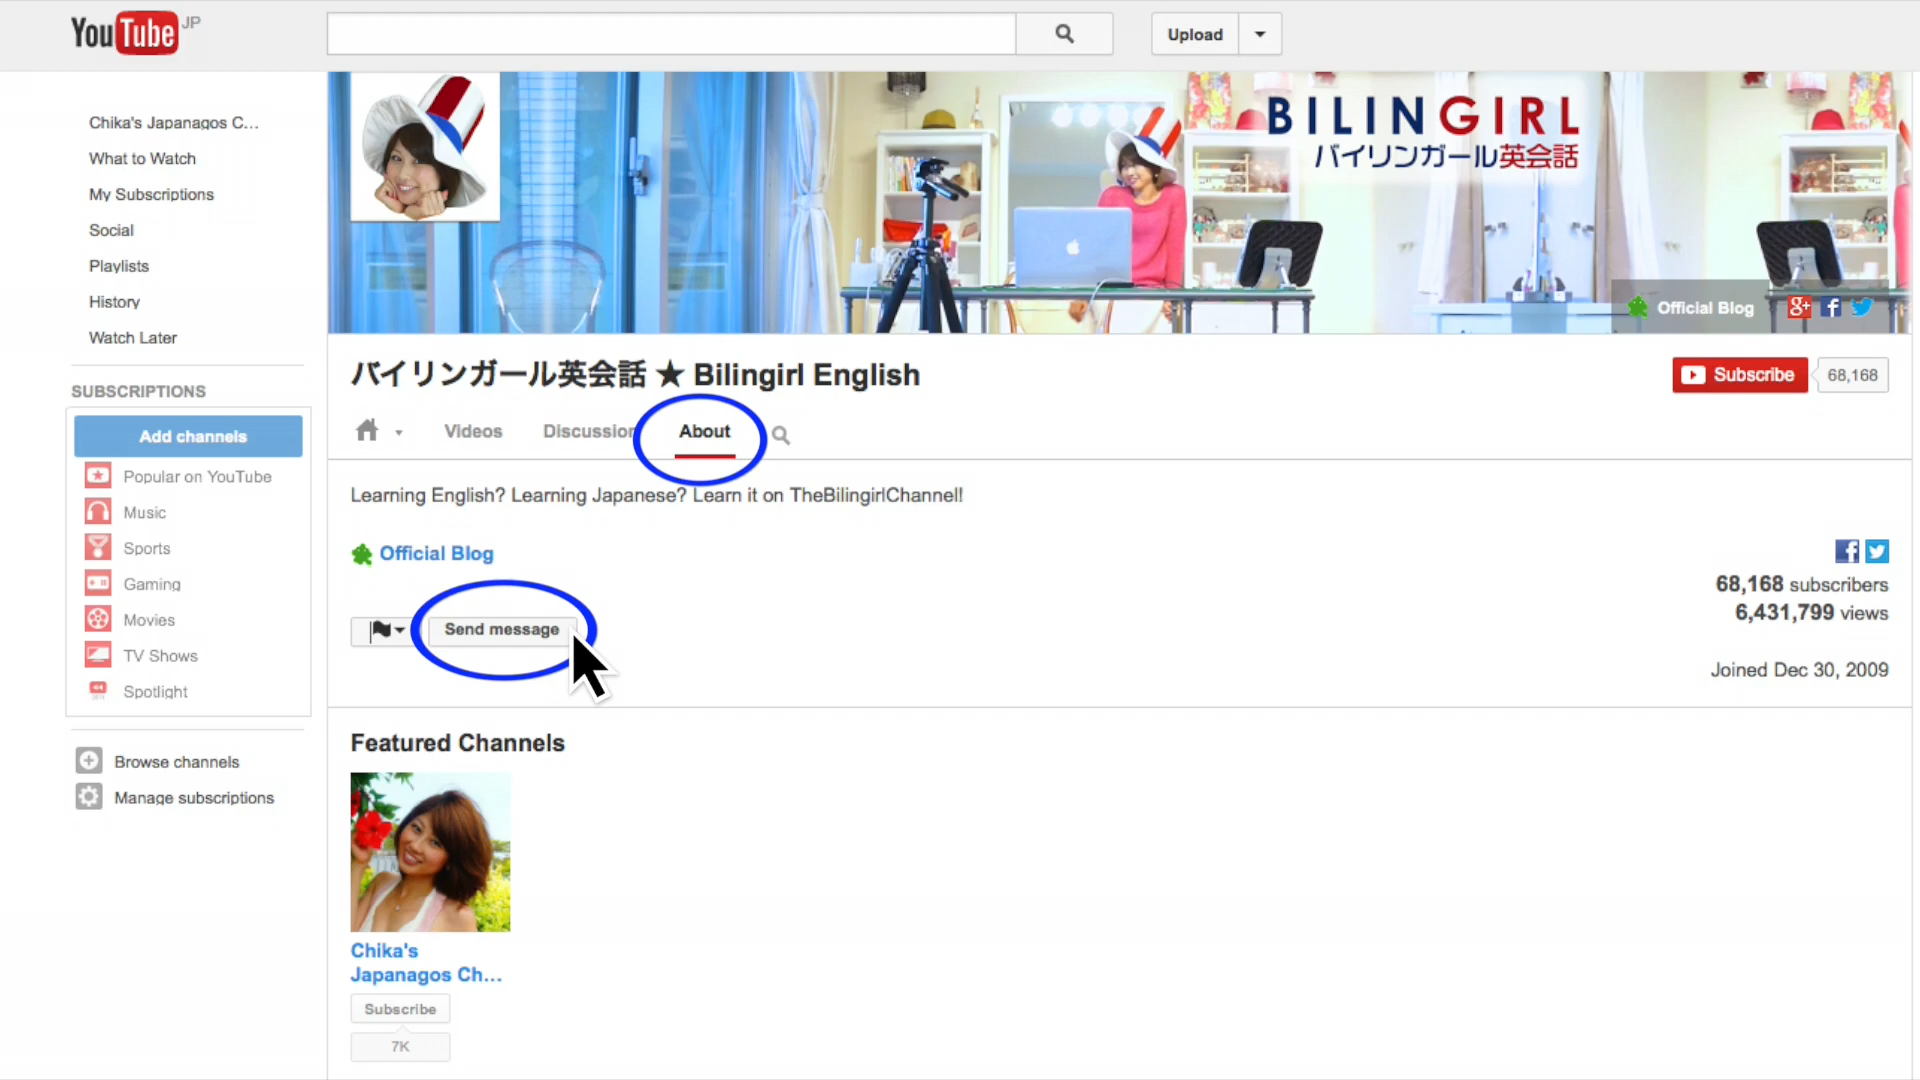 YouTube JP
Upload
Chika's Japanagos C...
What to Watch
My Subscriptions
Social
Playlists
History
Watch Later
SUBSCRIPTIONS
Add channels
Popular on YouTube
Music
Sports
Gaming
Movies
TV Shows
Spotlight
Browse channels
Manage subscriptions
BILINGIRL
バイリンガール英会話
Official Blog
バイリンガール英会話 ★ Bilingirl English
Subscribe 68,168
Videos Discussion About
Learning English? Learning Japanese? Learn it on TheBilingirlChannel!
Official Blog
Send message
68,168 subscribers
6,431,799 views
Joined Dec 30, 2009
Featured Channels
Chika's
Japanagos Ch...
Subscribe
7K